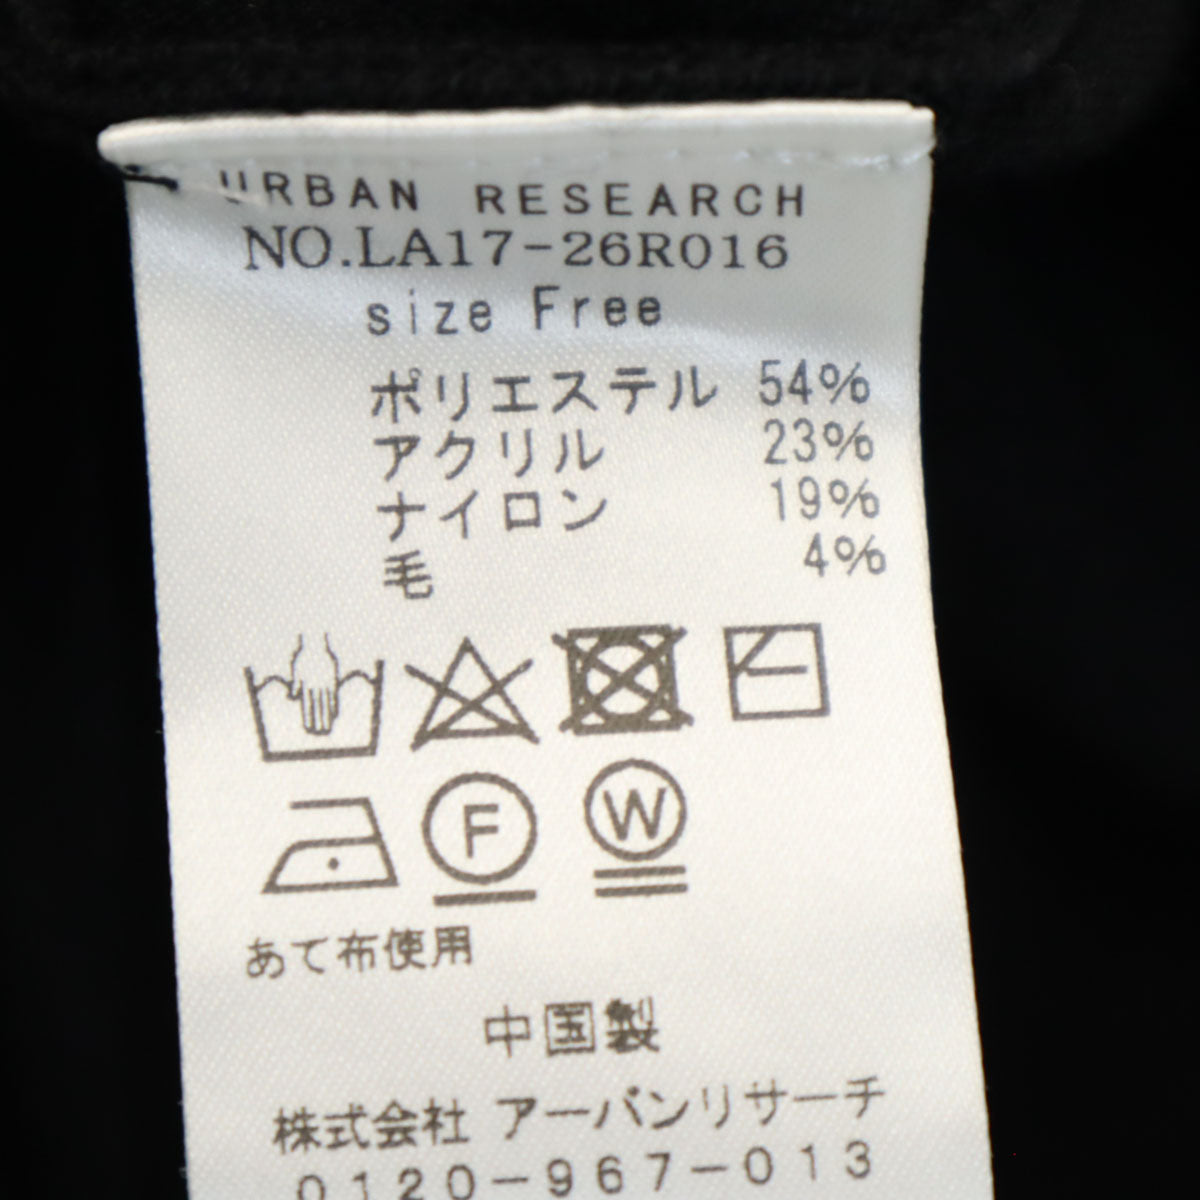 URBAN RESEARCH
NO.LA17-26R016
size Free
ポリエステル 54%
アクリル 23%
ナイロン 19%
毛 4%
F W
あて布使用
中国製
株式会社 アーバンリサーチ
0120-967-013